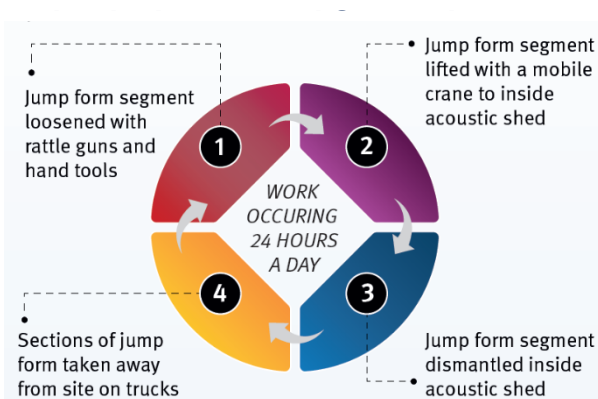 Jump form segment
loosened with
rattle guns and
hand tools
1
Jump form segment
lifted with a mobile
crane to inside
acoustic shed
2
WORK
OCCURING
24 HOURS
A DAY
Sections of jump
form taken away
from site on trucks
4
Jump form segment
dismantled inside
acoustic shed
3